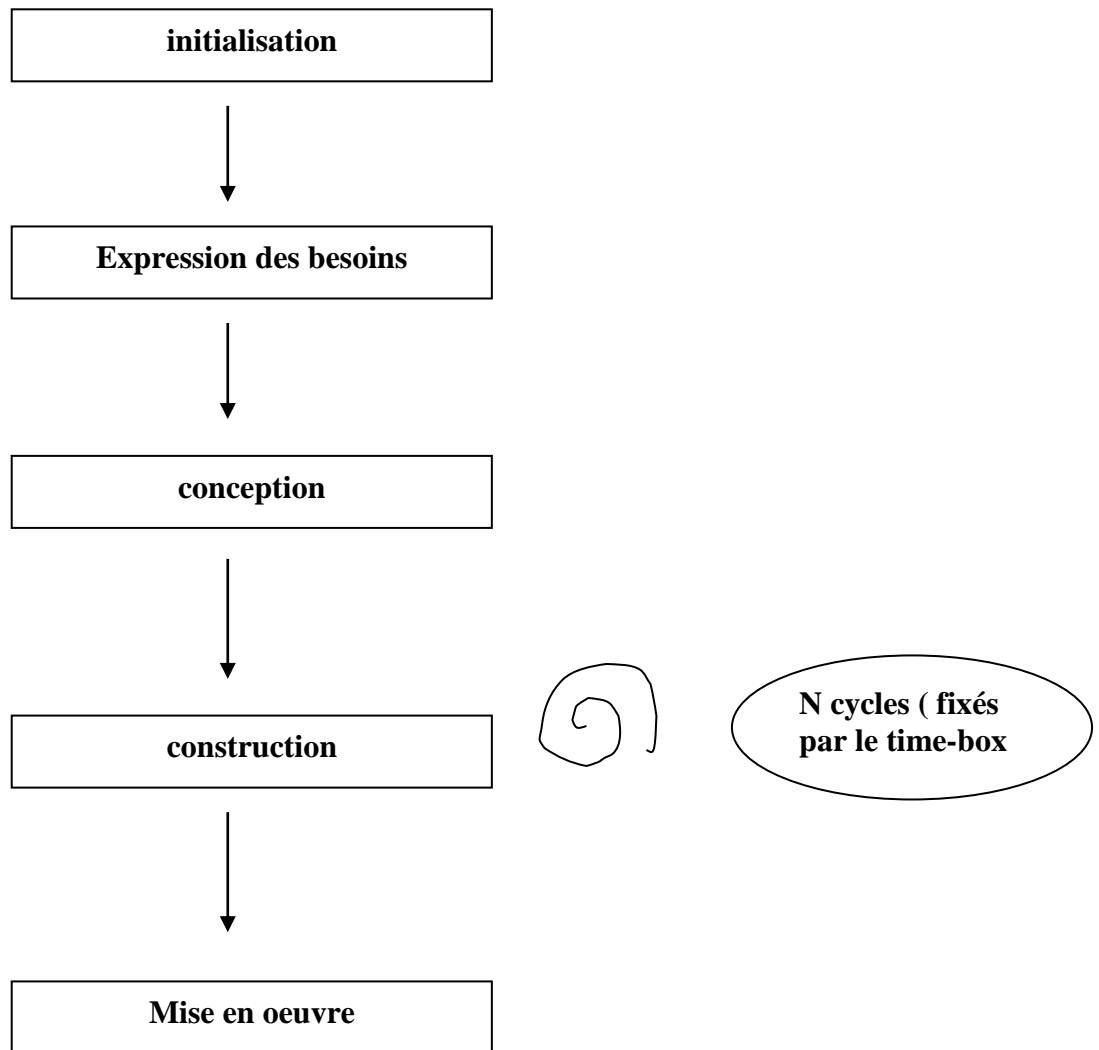 initialisation
Expression des besoins
conception
construction
N cycles ( fixés
par le time-box
Mise en oeuvre